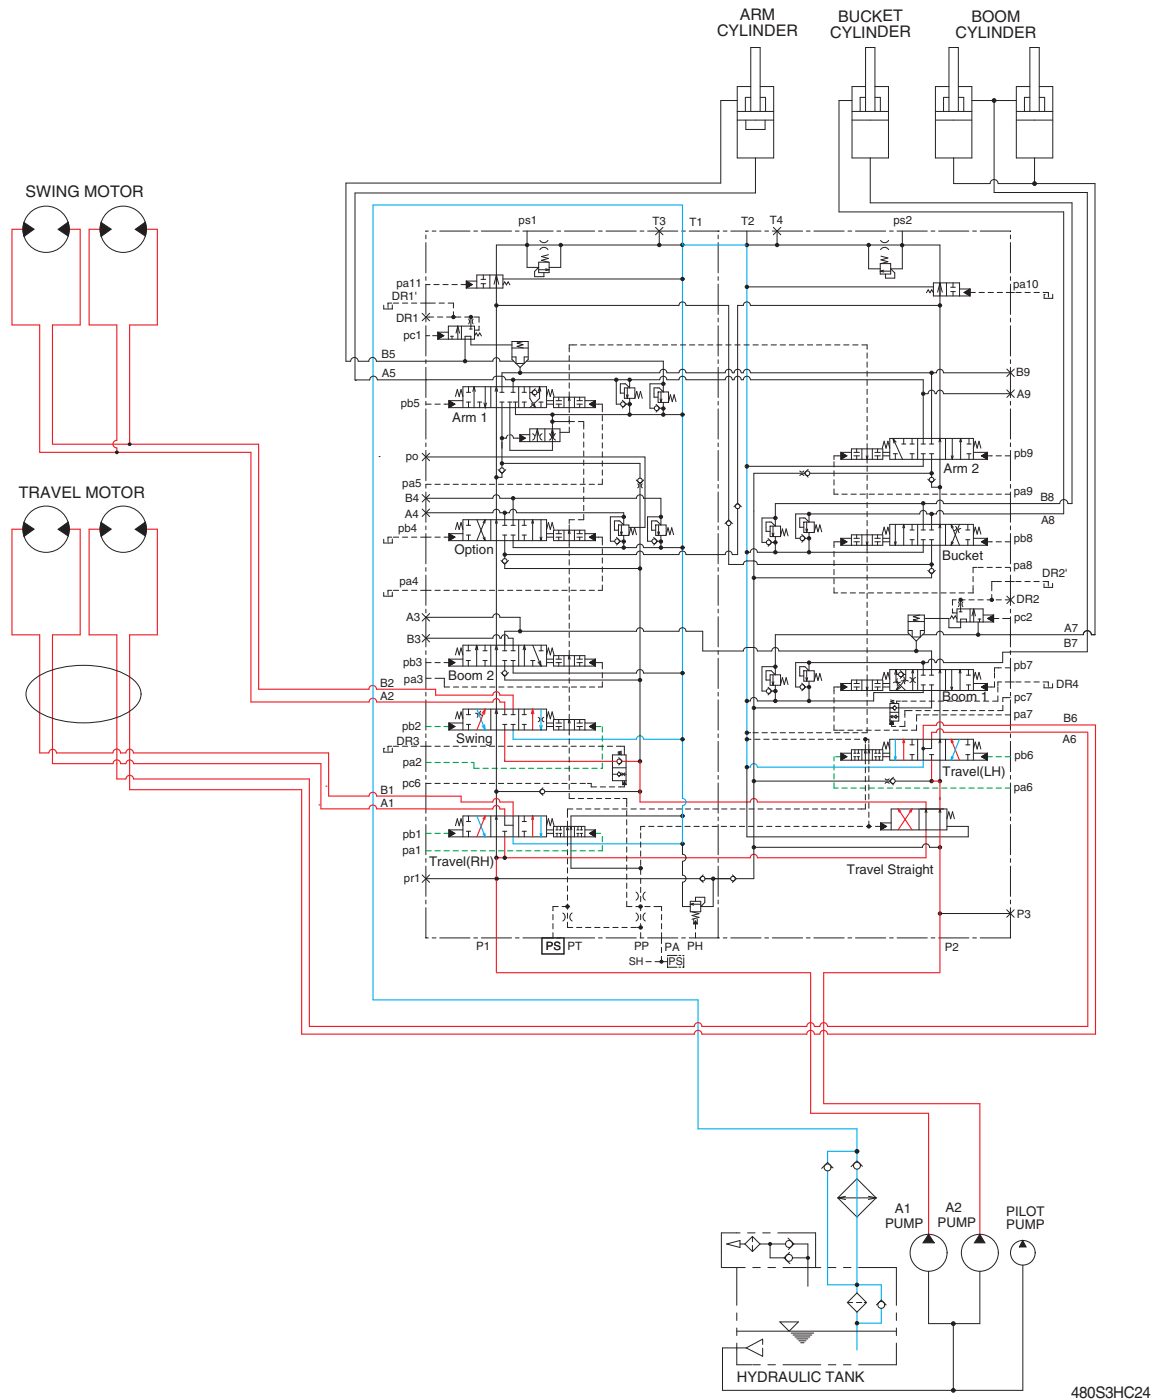 ARM
CYLINDER
BUCKET
CYLINDER
BOOM
CYLINDER
SWING MOTOR
TRAVEL MOTOR
ps1
T3
T1
T2
T4
ps2
pa11
DR1'
DR1
pc1
B5
A5
pb5
Arm 1
po
pa5
B4
A4
pb4
Option
pa4
A3
B3
pb3
Boom 2
pa3
B2
A2
pb2
Swing
DR3
pa2
pc6
B1
A1
pb1
pa1
Travel(RH)
pr1
pa10
B9
A9
pb9
Arm 2
pa9
B8
A8
pb8
Bucket
pa8
DR2'
DR2
pc2
A7
B7
pb7
DR4
Boom 1
pc7
pa7
B6
A6
pb6
Travel(LH)
pa6
Travel Straight
P3
P1
PS
PT
PP
PA
PH
P2
SH
PS
A1
PUMP
A2
PUMP
PILOT
PUMP
HYDRAULIC TANK
480S3HC24